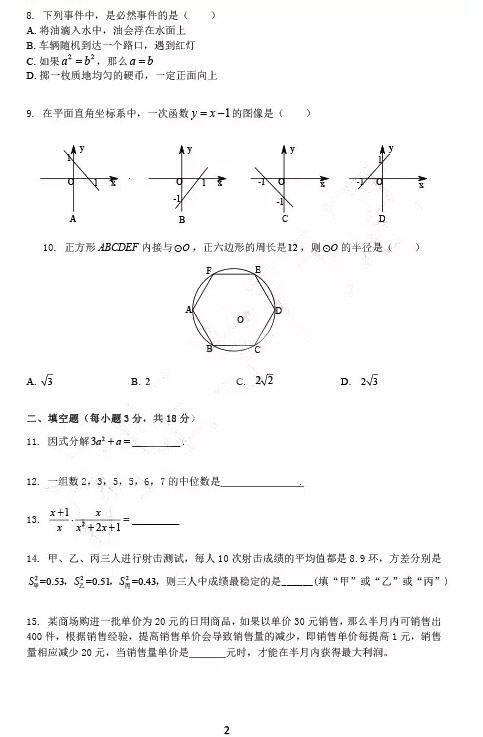 8. 下列事件中，是必然事件的是（  ）
A. 将油滴入水中，油会浮在水面上
B. 车辆随机到达一个路口，遇到红灯
C. 如果 a² = b²，那么 a = b
D. 掷一枚质地均匀的硬币，一定正面向上
9. 在平面直角坐标系中，一次函数 y = x − 1 的图像是（  ）
y y y y
1 1
0 1 x 0 1 x -1 0 x -1 0 x
-1 -1
A B C D
10. 正方形 ABCDEF 内接与⊙O，正六边形的周长是12，则⊙O 的半径是（  ）
F E
A D
O
B C
A. √3 B. 2 C. 2√2 D. 2√3
二、填空题（每小题 3 分，共 18 分）
11. 因式分解 3a² + a = ________.
12. 一组数 2，3，5，5，6，7 的中位数是____________.
13. (x+1)/x · x/(x²+2x+1) = ________
14. 甲、乙、丙三人进行射击测试，每人 10 次射击成绩的平均值都是 8.9 环，方差分别是
S²甲=0.53，S²乙=0.51，S²丙=0.43，则三人中成绩最稳定的是______(填“甲”或“乙”或“丙”)
15. 某商场购进一批单价为 20 元的日用商品，如果以单价 30 元销售，那么半月内可销售出
400 件，根据销售经验，提高销售单价会导致销售量的减少，即销售单价每提高 1 元，销售
量相应减少 20 元，当销售量单价是_______元时，才能在半月内获得最大利润。
2